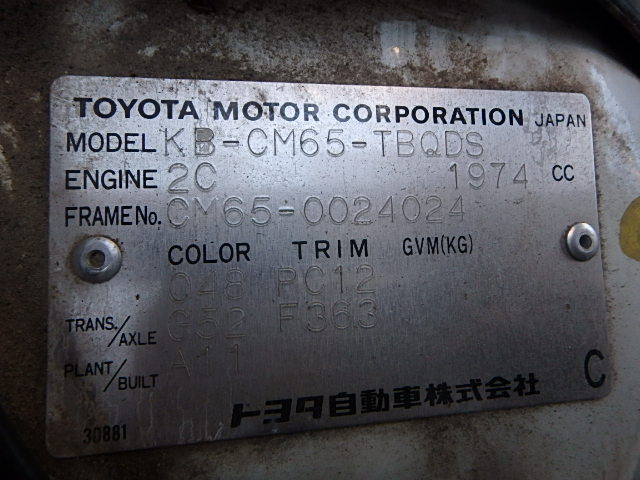 TOYOTA MOTOR CORPORATION JAPAN
MODEL KB-CM65-TBQDS
ENGINE 2C 1974 CC
FRAME No. CM65-0024024
COLOR TRIM GVM(KG)
048 PC12
TRANS./AXLE G52 F363
PLANT/BUILT A11
トヨタ自動車株式会社 C
30881